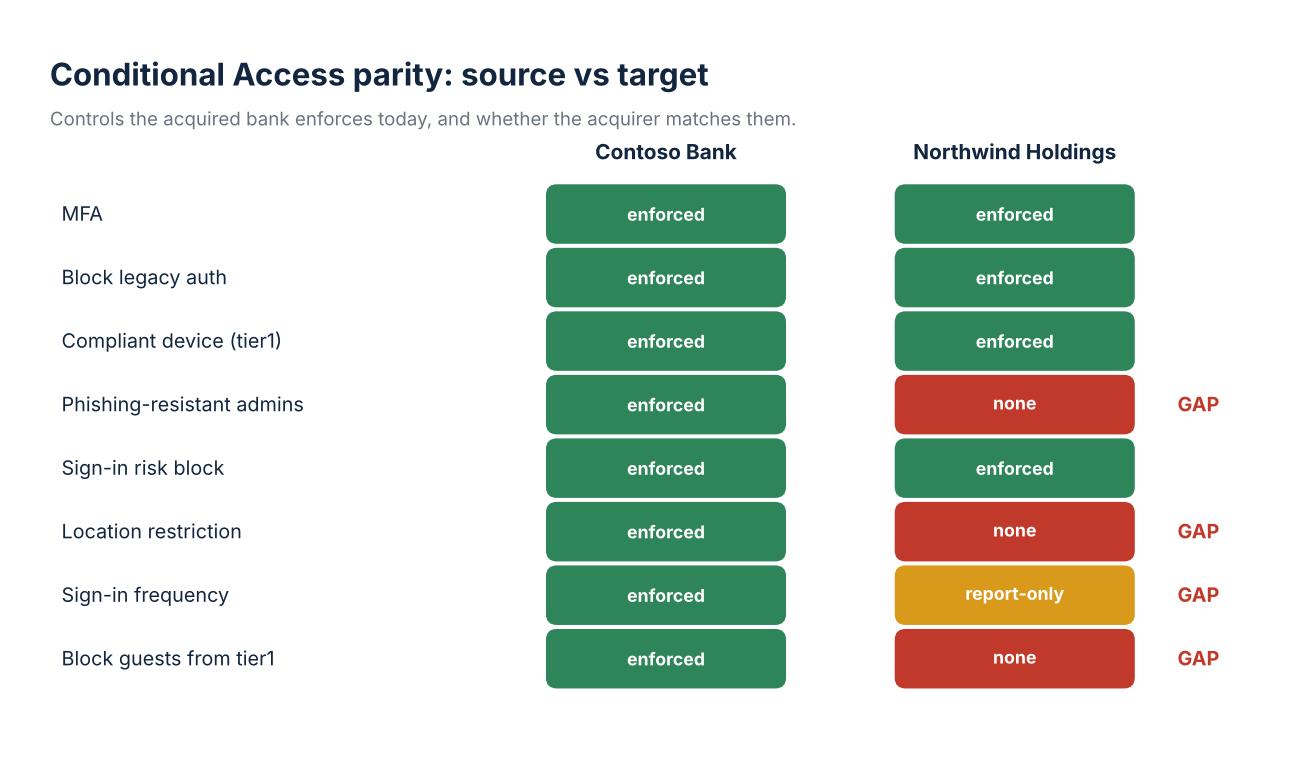 Conditional Access parity: source vs target
Controls the acquired bank enforces today, and whether the acquirer matches them.
Contoso Bank Northwind Holdings
MFA enforced enforced
Block legacy auth enforced enforced
Compliant device (tier1) enforced enforced
Phishing-resistant admins enforced none GAP
Sign-in risk block enforced enforced
Location restriction enforced none GAP
Sign-in frequency enforced report-only GAP
Block guests from tier1 enforced none GAP